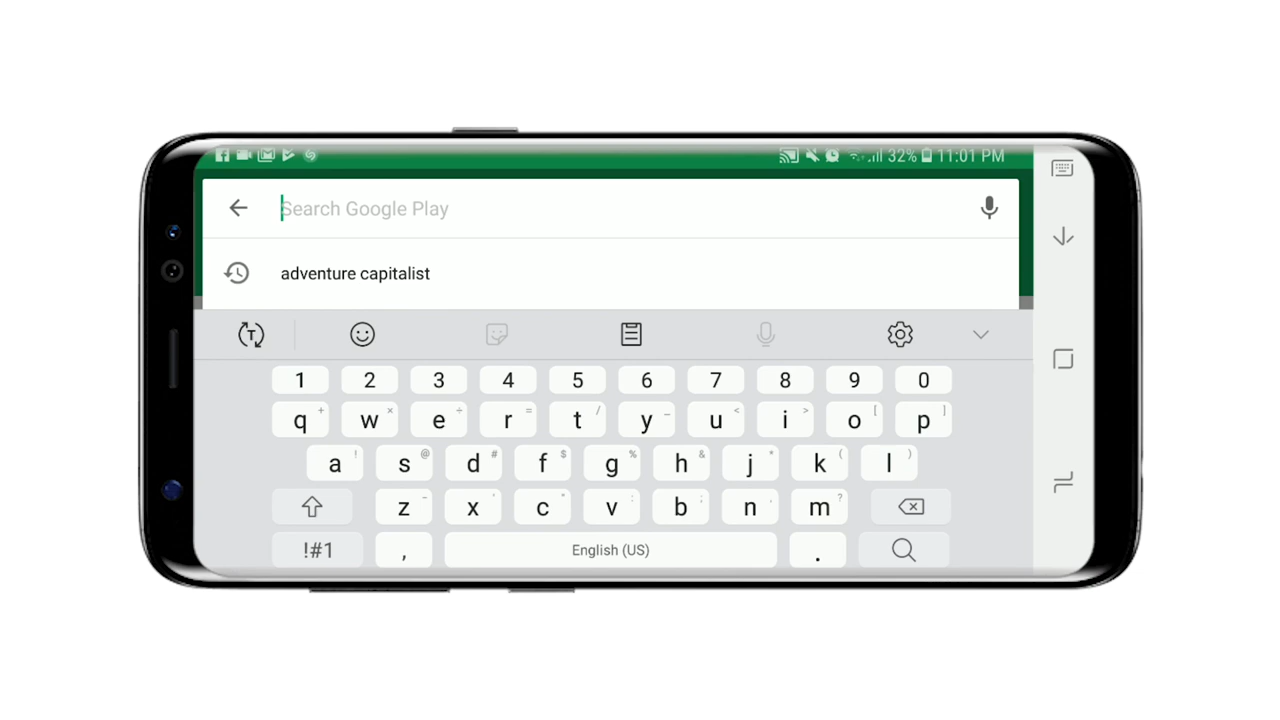 32% 11:01 PM
Search Google Play
adventure capitalist
T
1 2 3 4 5 6 7 8 9 0
q + w × e ÷ r = t / y _ u < i > o [ p ]
a ! s @ d # f $ g % h & j * k ( l )
z - x ' c " v : b ; n , m ?
!#1 , English (US) .